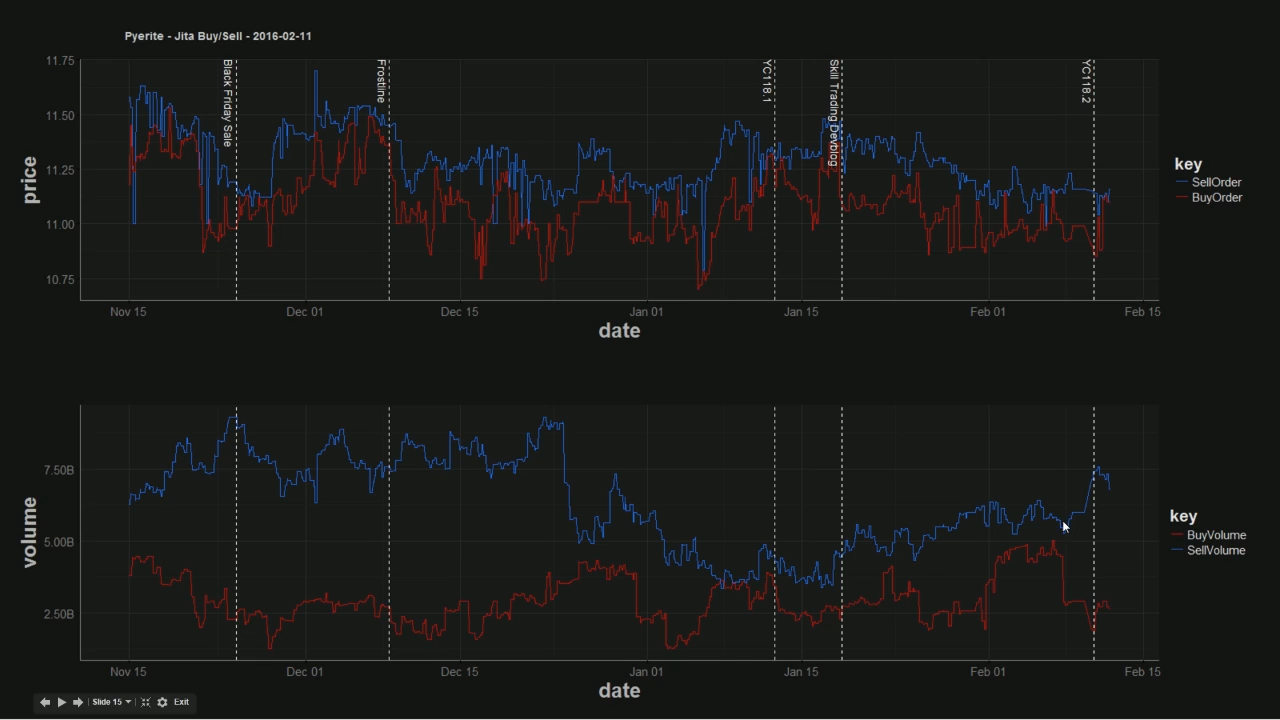 Pyerite - Jita Buy/Sell - 2016-02-11
11.75
11.50
11.25
11.00
10.75
price
Black Friday Sale
Frostline
YC118.1
Skill Trading Devblog
YC118.2
Nov 15
Dec 01
Dec 15
Jan 01
Jan 15
Feb 01
Feb 15
date
key
SellOrder
BuyOrder
7.50B
5.00B
2.50B
volume
Nov 15
Dec 01
Dec 15
Jan 01
Jan 15
Feb 01
Feb 15
date
key
BuyVolume
SellVolume
Slide 15
Exit